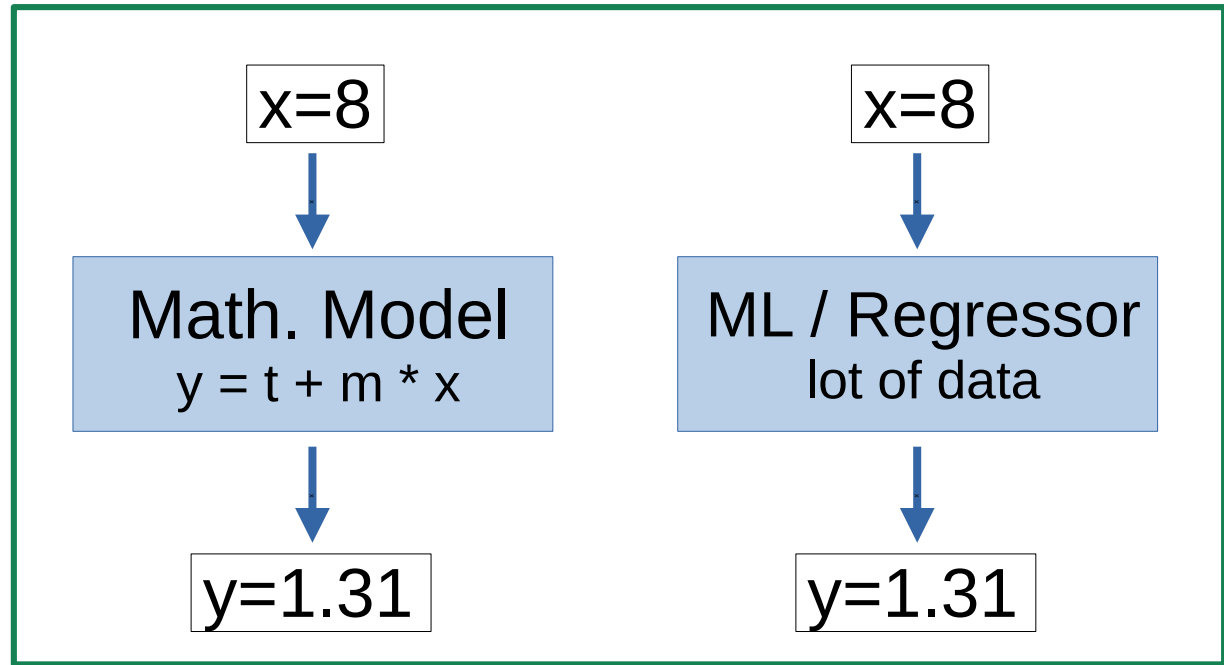 x=8
Math. Model
y = t + m * x
y=1.31
x=8
ML / Regressor
lot of data
y=1.31